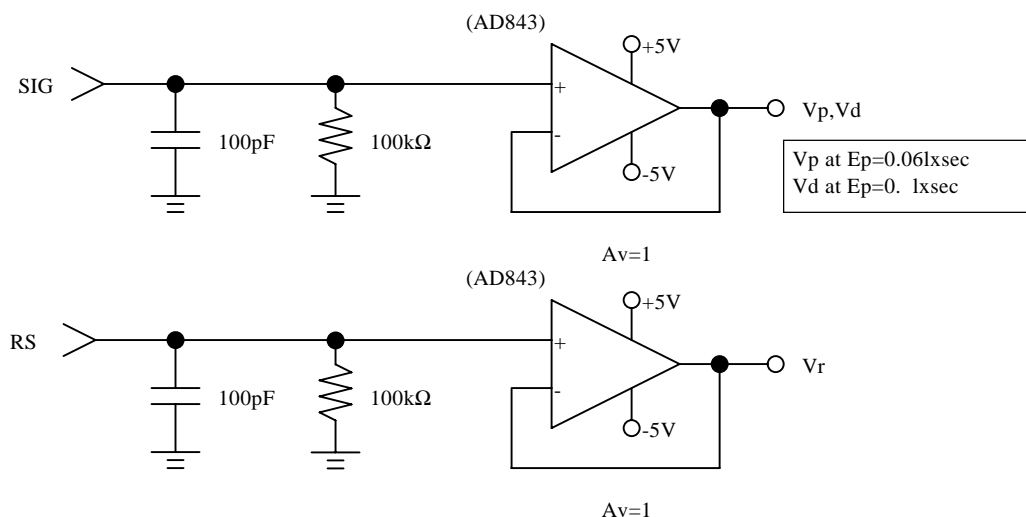 (AD843)
+5V
SIG
+
Vp,Vd
100pF
100kΩ
-
-5V
Vp at Ep=0.06lxsec
Vd at Ep=0. lxsec
Av=1
(AD843)
+5V
RS
+
Vr
100pF
100kΩ
-
-5V
Av=1